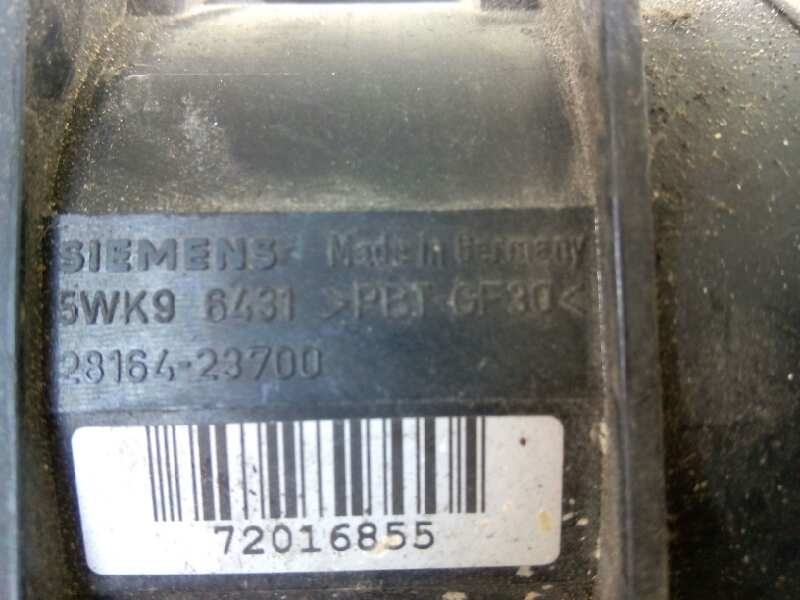 SIEMENS Made in Germany
5WK9 6431 >PBT-GF30<
28164-23700
72016855